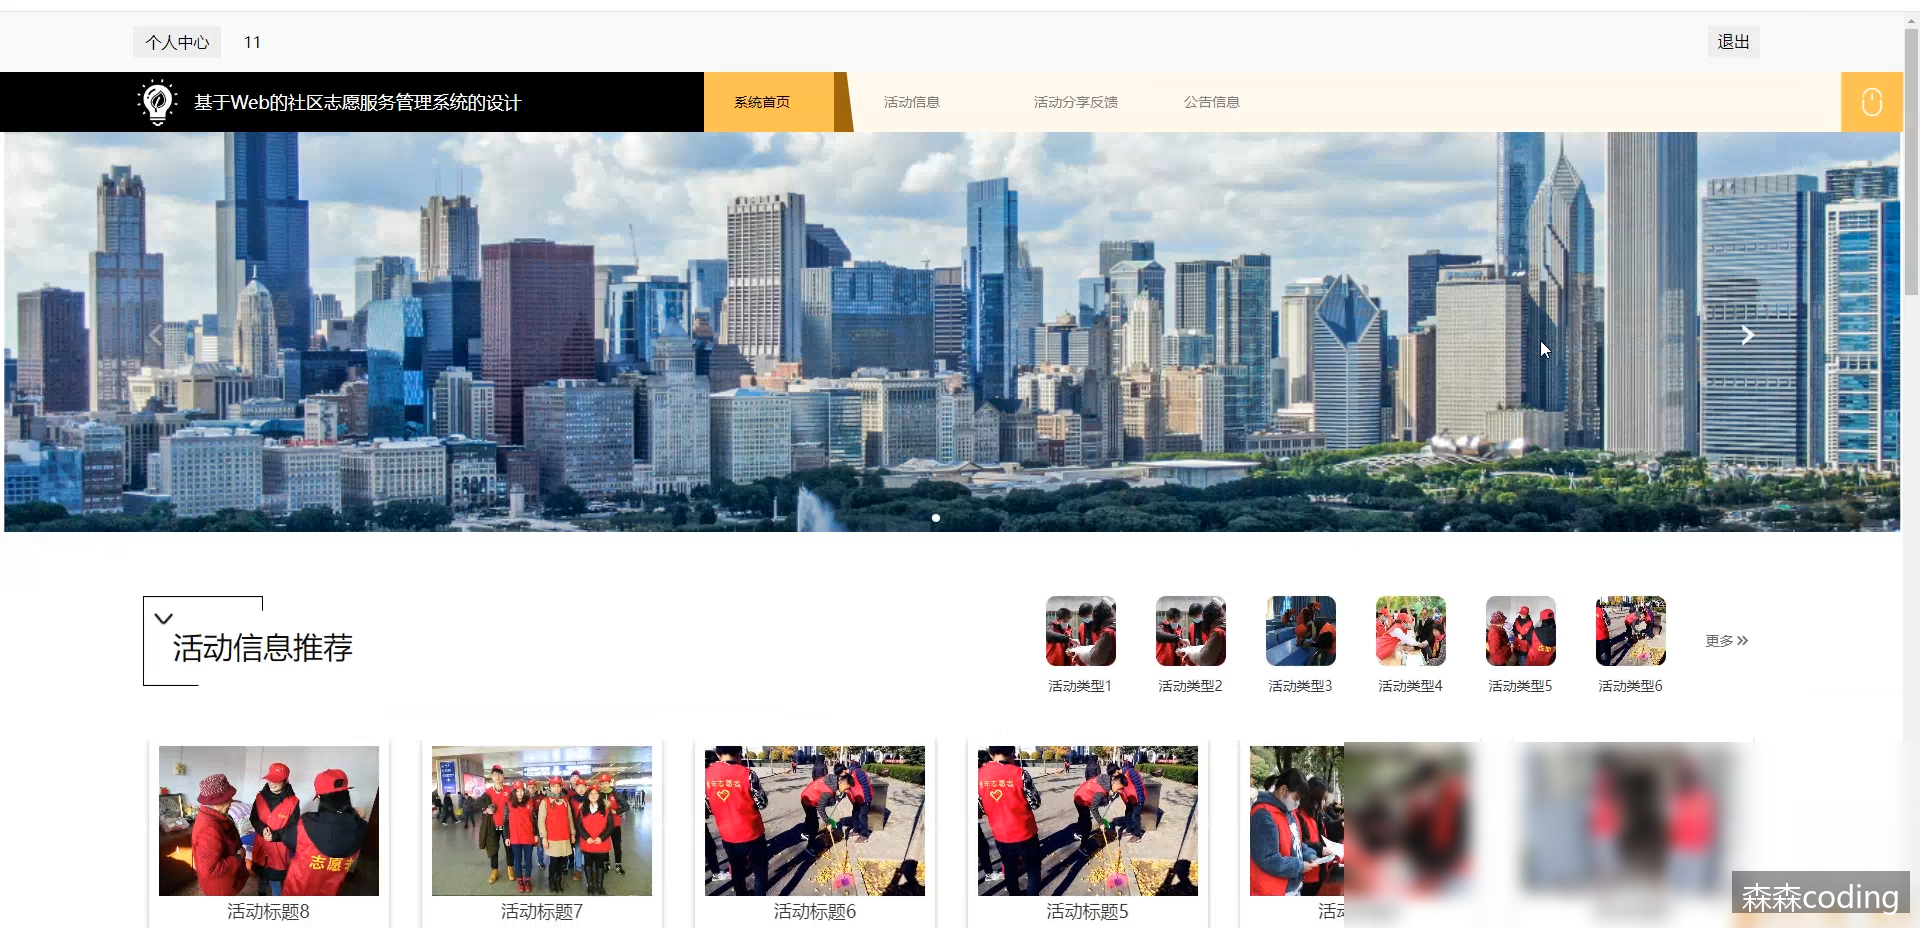 个人中心 11 退出
基于Web的社区志愿服务管理系统的设计 系统首页 活动信息 活动分享反馈 公告信息
活动信息推荐
活动类型1 活动类型2 活动类型3 活动类型4 活动类型5 活动类型6 更多
志愿
活动标题8 活动标题7 活动标题6 活动标题5
森森coding